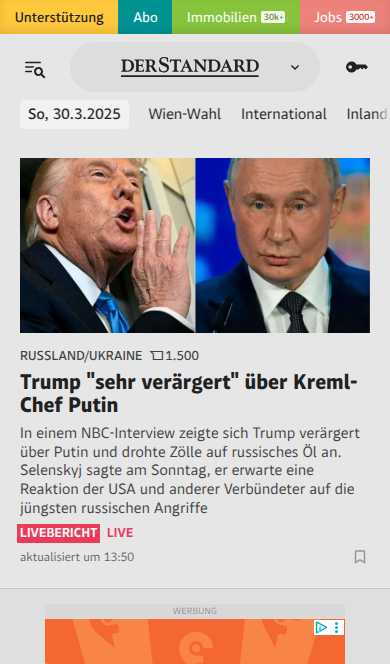 Unterstützung Abo Immobilien 30k+ Jobs 3000+
DERSTANDARD
So, 30.3.2025 Wien-Wahl International Inland
RUSSLAND/UKRAINE 1.500
Trump "sehr verärgert" über Kreml-
Chef Putin
In einem NBC-Interview zeigte sich Trump verärgert
über Putin und drohte Zölle auf russisches Öl an.
Selenskyj sagte am Sonntag, er erwarte eine
Reaktion der USA und anderer Verbündeter auf die
jüngsten russischen Angriffe
LIVEBERICHT LIVE
aktualisiert um 13:50
WERBUNG